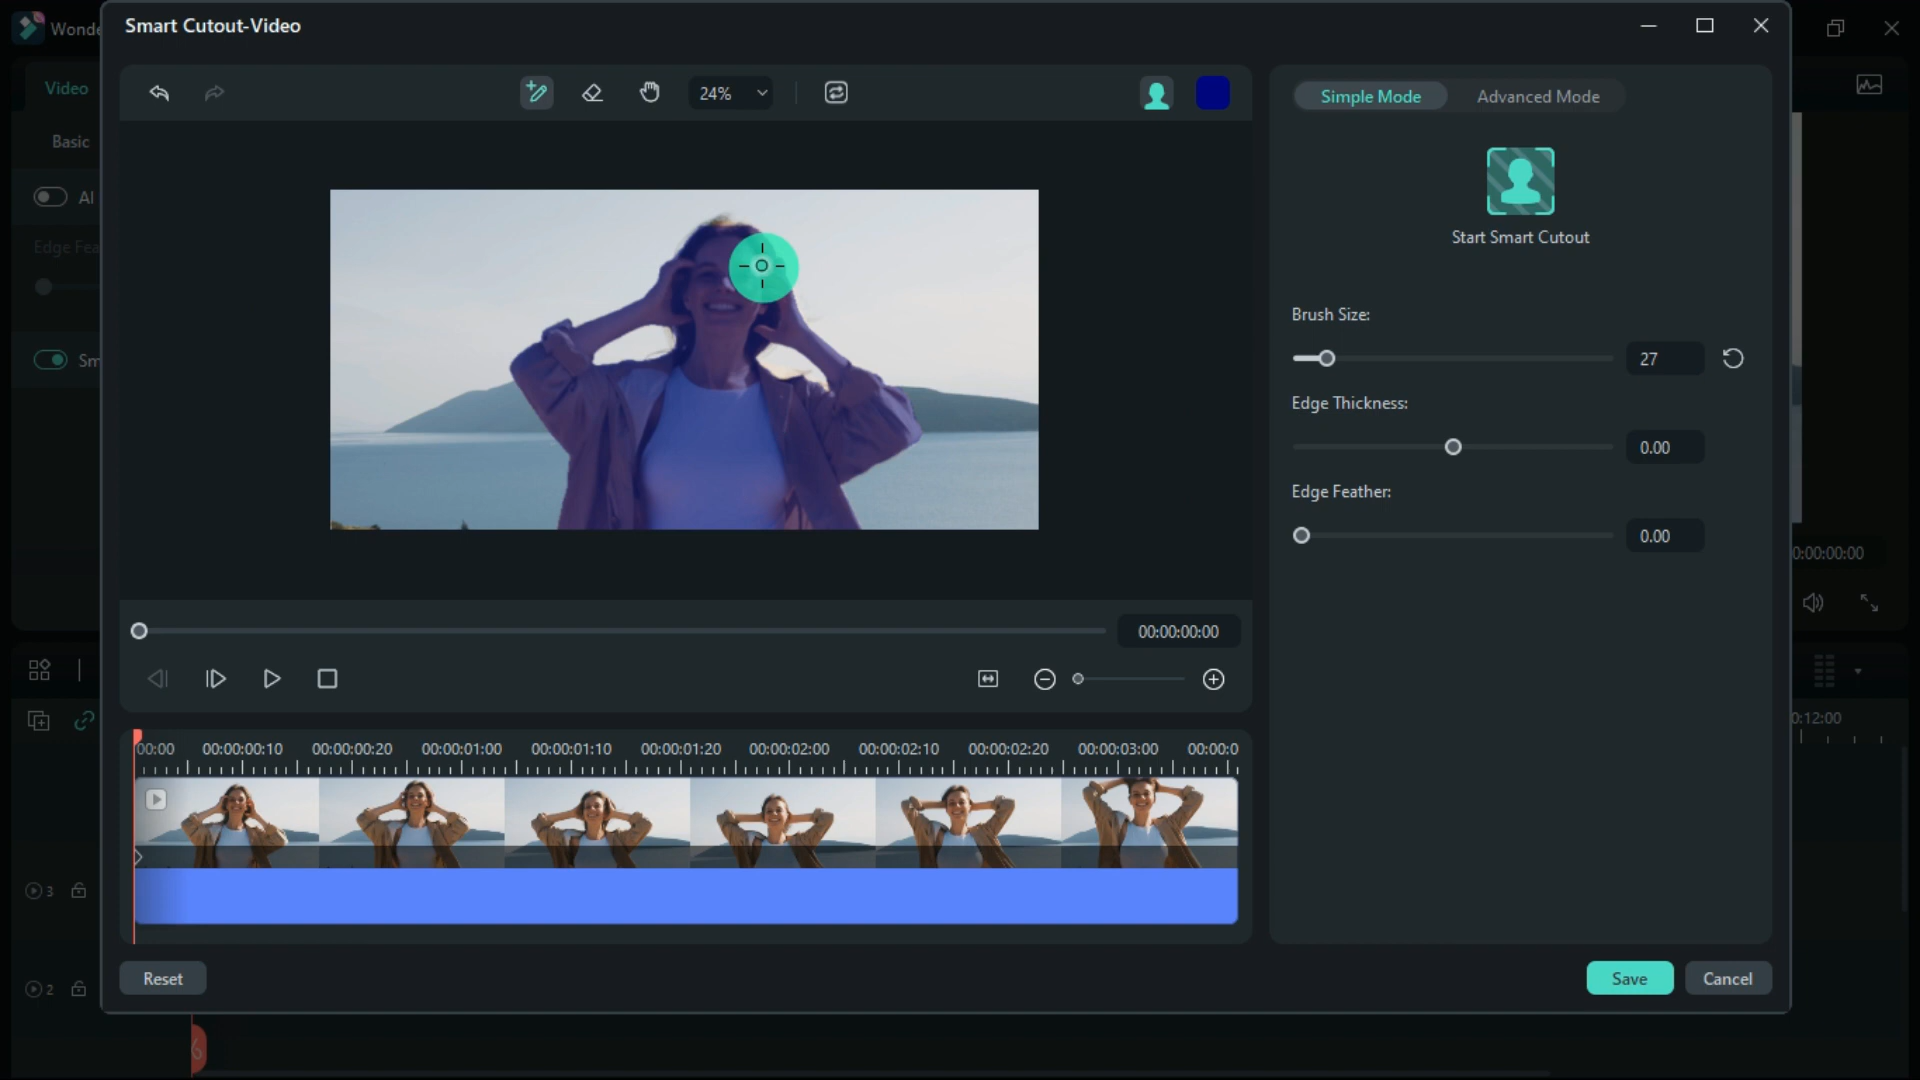 Wonde
Smart Cutout-Video
Video
Basic
AI
Edge Fea
Sm
24%
Simple Mode
Advanced Mode
Start Smart Cutout
Brush Size:
27
Edge Thickness:
0.00
Edge Feather:
0.00
00:00:00:00
0:00:00:00
00:00 00:00:00:10 00:00:00:20 00:00:01:00 00:00:01:10 00:00:01:20 00:00:02:00 00:00:02:10 00:00:02:20 00:00:03:00 00:00:0
0:12:00
3
2
Reset
Save
Cancel